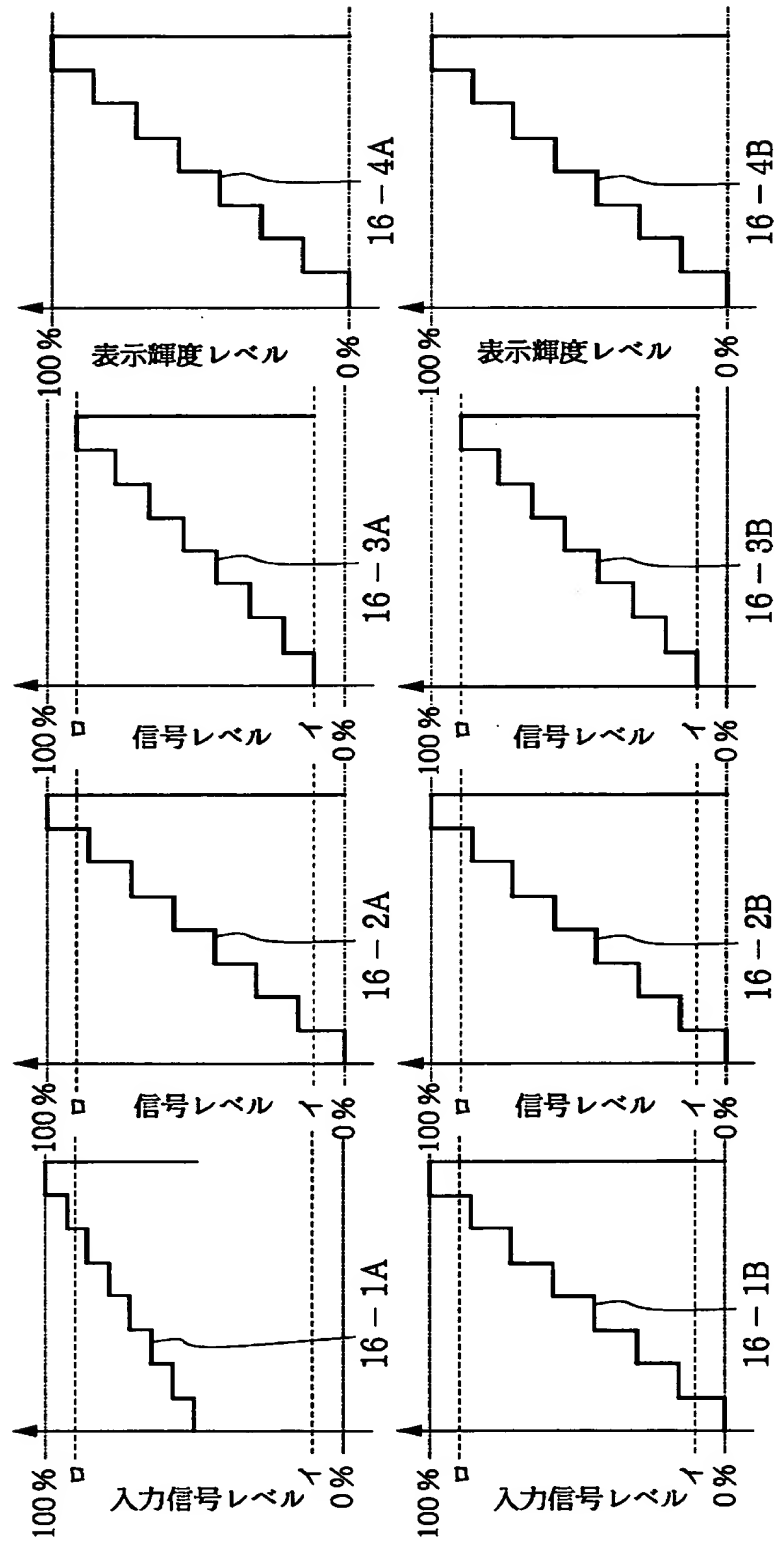 100%
ロ
入力信号レベル
イ
0%
16-1A
100%
ロ
信号レベル
イ
0%
16-2A
100%
ロ
信号レベル
イ
0%
16-3A
100%
表示輝度レベル
0%
16-4A
100%
ロ
入力信号レベル
イ
0%
16-1B
100%
ロ
信号レベル
イ
0%
16-2B
100%
ロ
信号レベル
イ
0%
16-3B
100%
表示輝度レベル
0%
16-4B